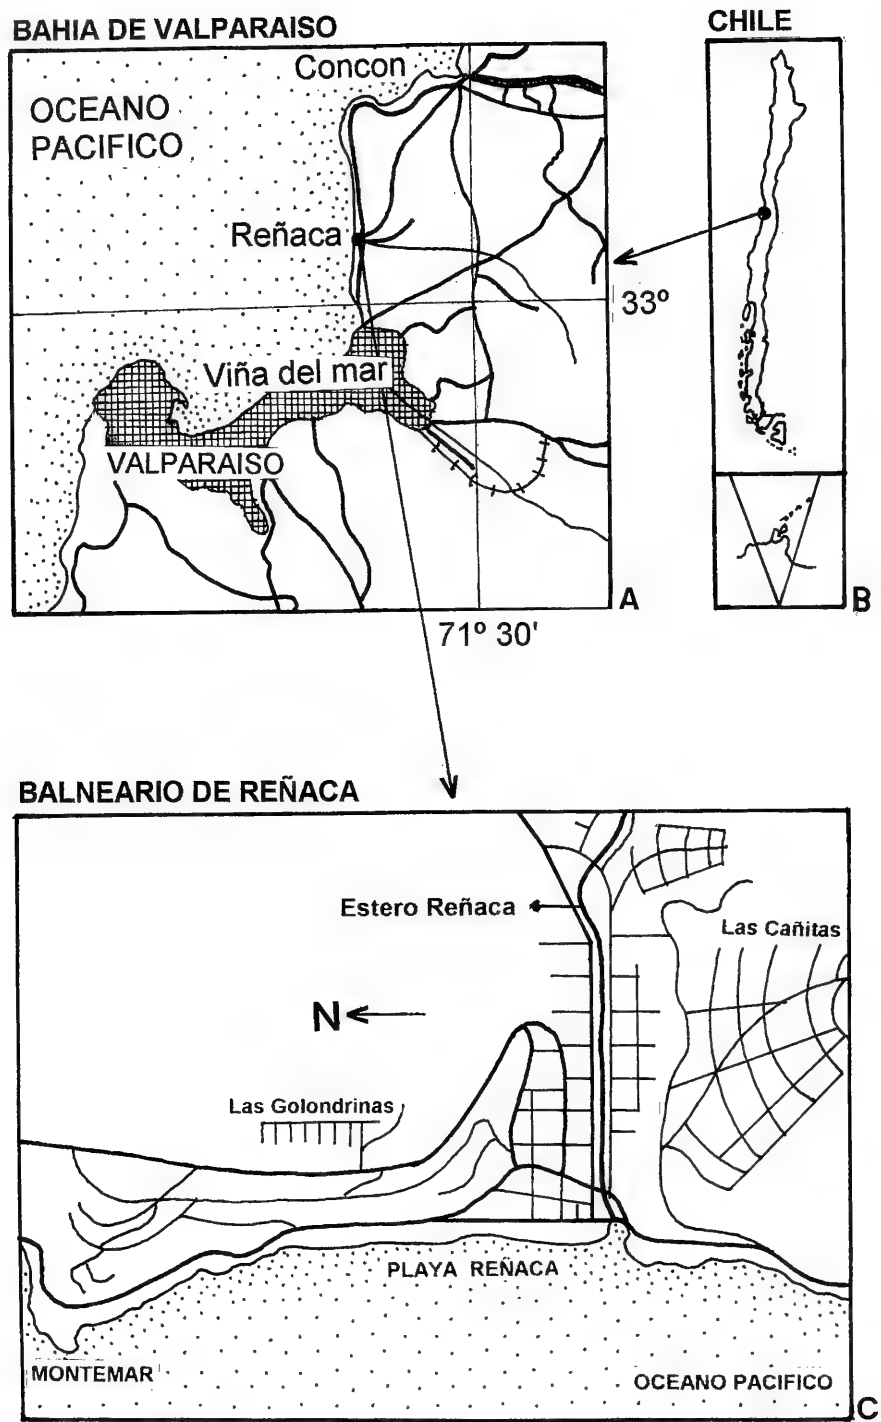 BAHIA DE VALPARAISO
CHILE
Concon
OCEANO
PACIFICO
Reñaca
33º
Viña del mar
VALPARAISO
A
B
71º 30'
BALNEARIO DE REÑACA
Estero Reñaca
Las Cañitas
N
Las Golondrinas
PLAYA REÑACA
MONTEMAR
OCEANO PACIFICO
C